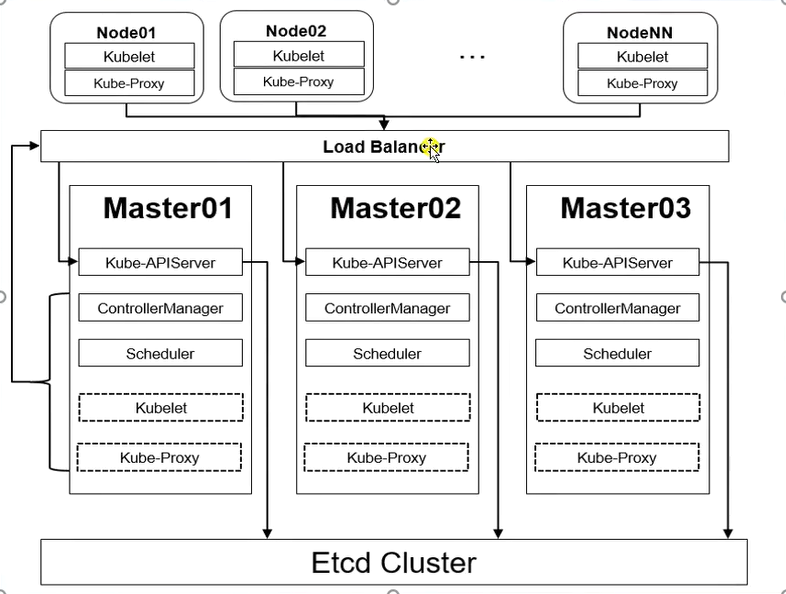 Node01
Kubelet
Kube-Proxy
Node02
Kubelet
Kube-Proxy
...
NodeNN
Kubelet
Kube-Proxy
Load Balancer
Master01
Kube-APIServer
ControllerManager
Scheduler
Kubelet
Kube-Proxy
Master02
Kube-APIServer
ControllerManager
Scheduler
Kubelet
Kube-Proxy
Master03
Kube-APIServer
ControllerManager
Scheduler
Kubelet
Kube-Proxy
Etcd Cluster